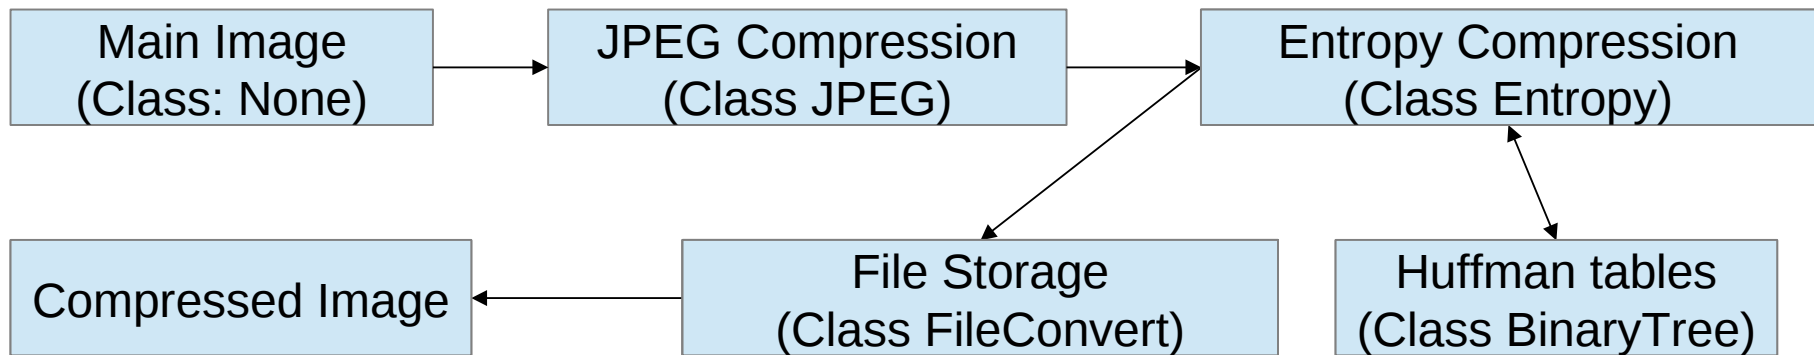 Main Image
(Class: None)
JPEG Compression
(Class JPEG)
Entropy Compression
(Class Entropy)
Compressed Image
File Storage
(Class FileConvert)
Huffman tables
(Class BinaryTree)